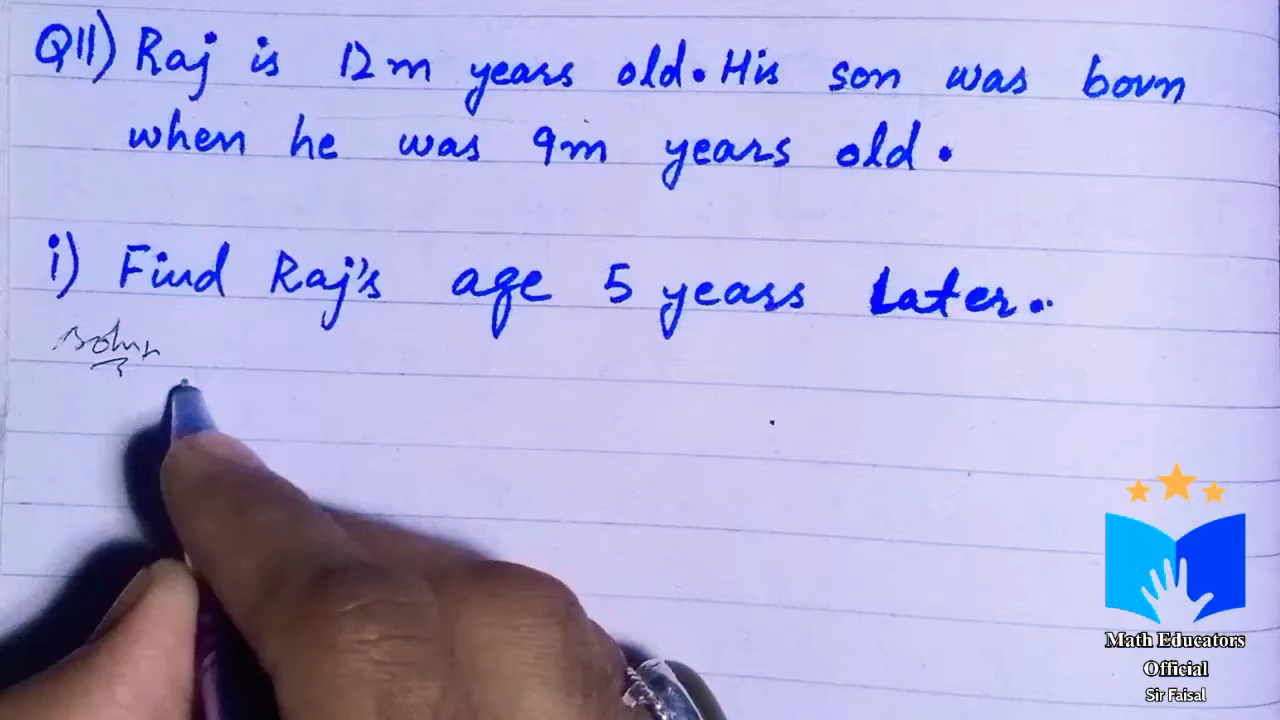 Q11) Raj is 12m years old. His son was born
when he was 9m years old.
i) Find Raj's age 5 years Later.
Math Educators
Official
Sir Faisal